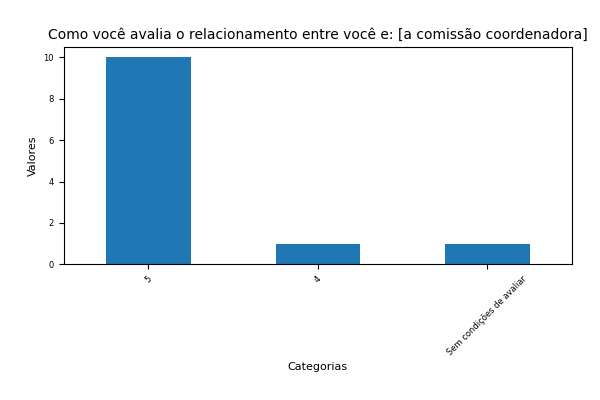 Como você avalia o relacionamento entre você e: [a comissão coordenadora]
Valores
10
8
6
4
2
0
5
4
Sem condições de avaliar
Categorias